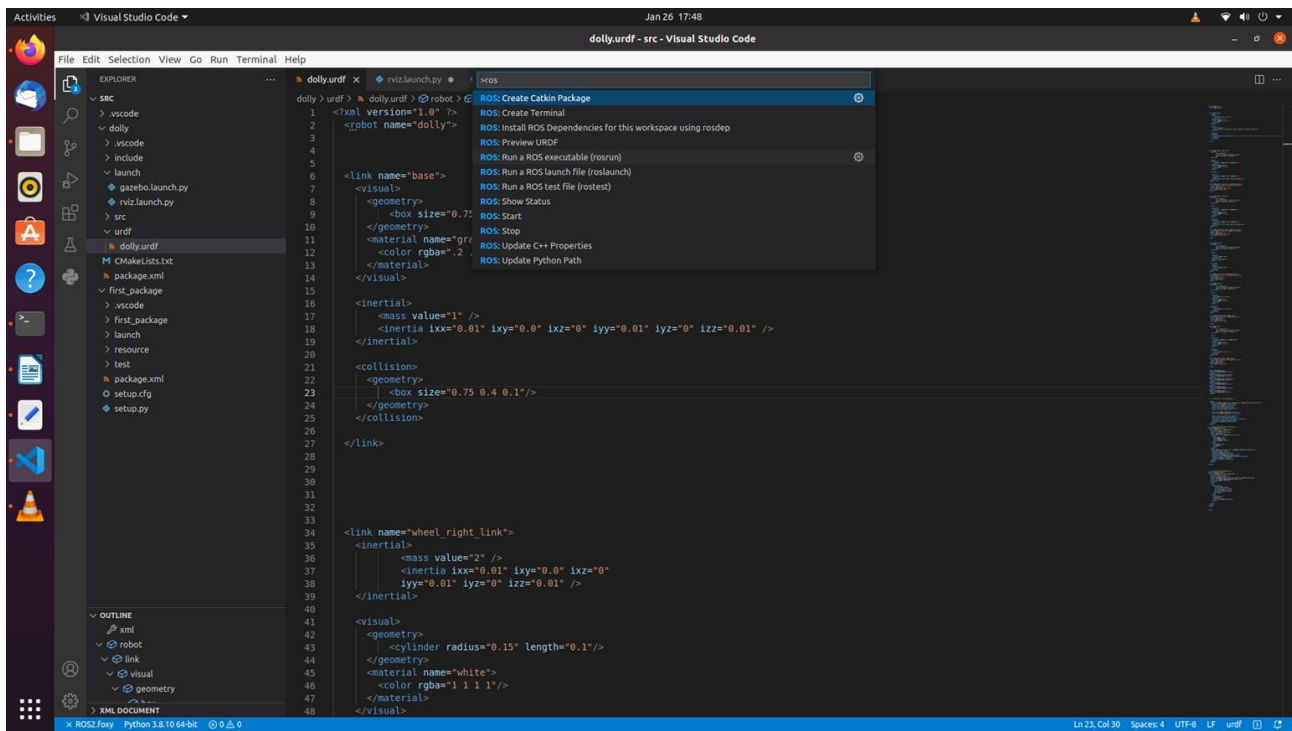 Activities
Visual Studio Code
Jan 26 17:48
dolly.urdf - src - Visual Studio Code
File Edit Selection View Go Run Terminal Help
EXPLORER
SRC
.vscode
dolly
.vscode
include
launch
gazebo.launch.py
rviz.launch.py
src
urdf
dolly.urdf
CMakeLists.txt
package.xml
first_package
.vscode
first_package
launch
resource
test
package.xml
setup.cfg
setup.py
OUTLINE
xml
robot
link
visual
geometry
XML DOCUMENT
dolly.urdf
rviz.launch.py
>ros
ROS: Create Catkin Package
ROS: Create Terminal
ROS: Install ROS Dependencies for this workspace using rosdep
ROS: Preview URDF
ROS: Run a ROS executable (rosrun)
ROS: Run a ROS launch file (roslaunch)
ROS: Run a ROS test file (rostest)
ROS: Show Status
ROS: Start
ROS: Stop
ROS: Update C++ Properties
ROS: Update Python Path
dolly > urdf > dolly.urdf > robot >
1 <?xml version="1.0" ?>
2 <robot name="dolly">
3
4
5
6 <link name="base">
7 <visual>
8 <geometry>
9 <box size="0.75
10 </geometry>
11 <material name="gra
12 <color rgba=".2 .
13 </material>
14 </visual>
15
16 <inertial>
17 <mass value="1" />
18 <inertia ixx="0.01" ixy="0.0" ixz="0" iyy="0.01" iyz="0" izz="0.01" />
19 </inertial>
20
21 <collision>
22 <geometry>
23 <box size="0.75 0.4 0.1"/>
24 </geometry>
25 </collision>
26
27 </link>
28
29
30
31
32
33
34 <link name="wheel_right_link">
35 <inertial>
36 <mass value="2" />
37 <inertia ixx="0.01" ixy="0.0" ixz="0"
38 iyy="0.01" iyz="0" izz="0.01" />
39 </inertial>
40
41 <visual>
42 <geometry>
43 <cylinder radius="0.15" length="0.1"/>
44 </geometry>
45 <material name="white">
46 <color rgba="1 1 1 1"/>
47 </material>
48 </visual>
ROS2.foxy Python 3.8.10 64-bit 0 0
Ln 23, Col 30 Spaces: 4 UTF-8 LF urdf